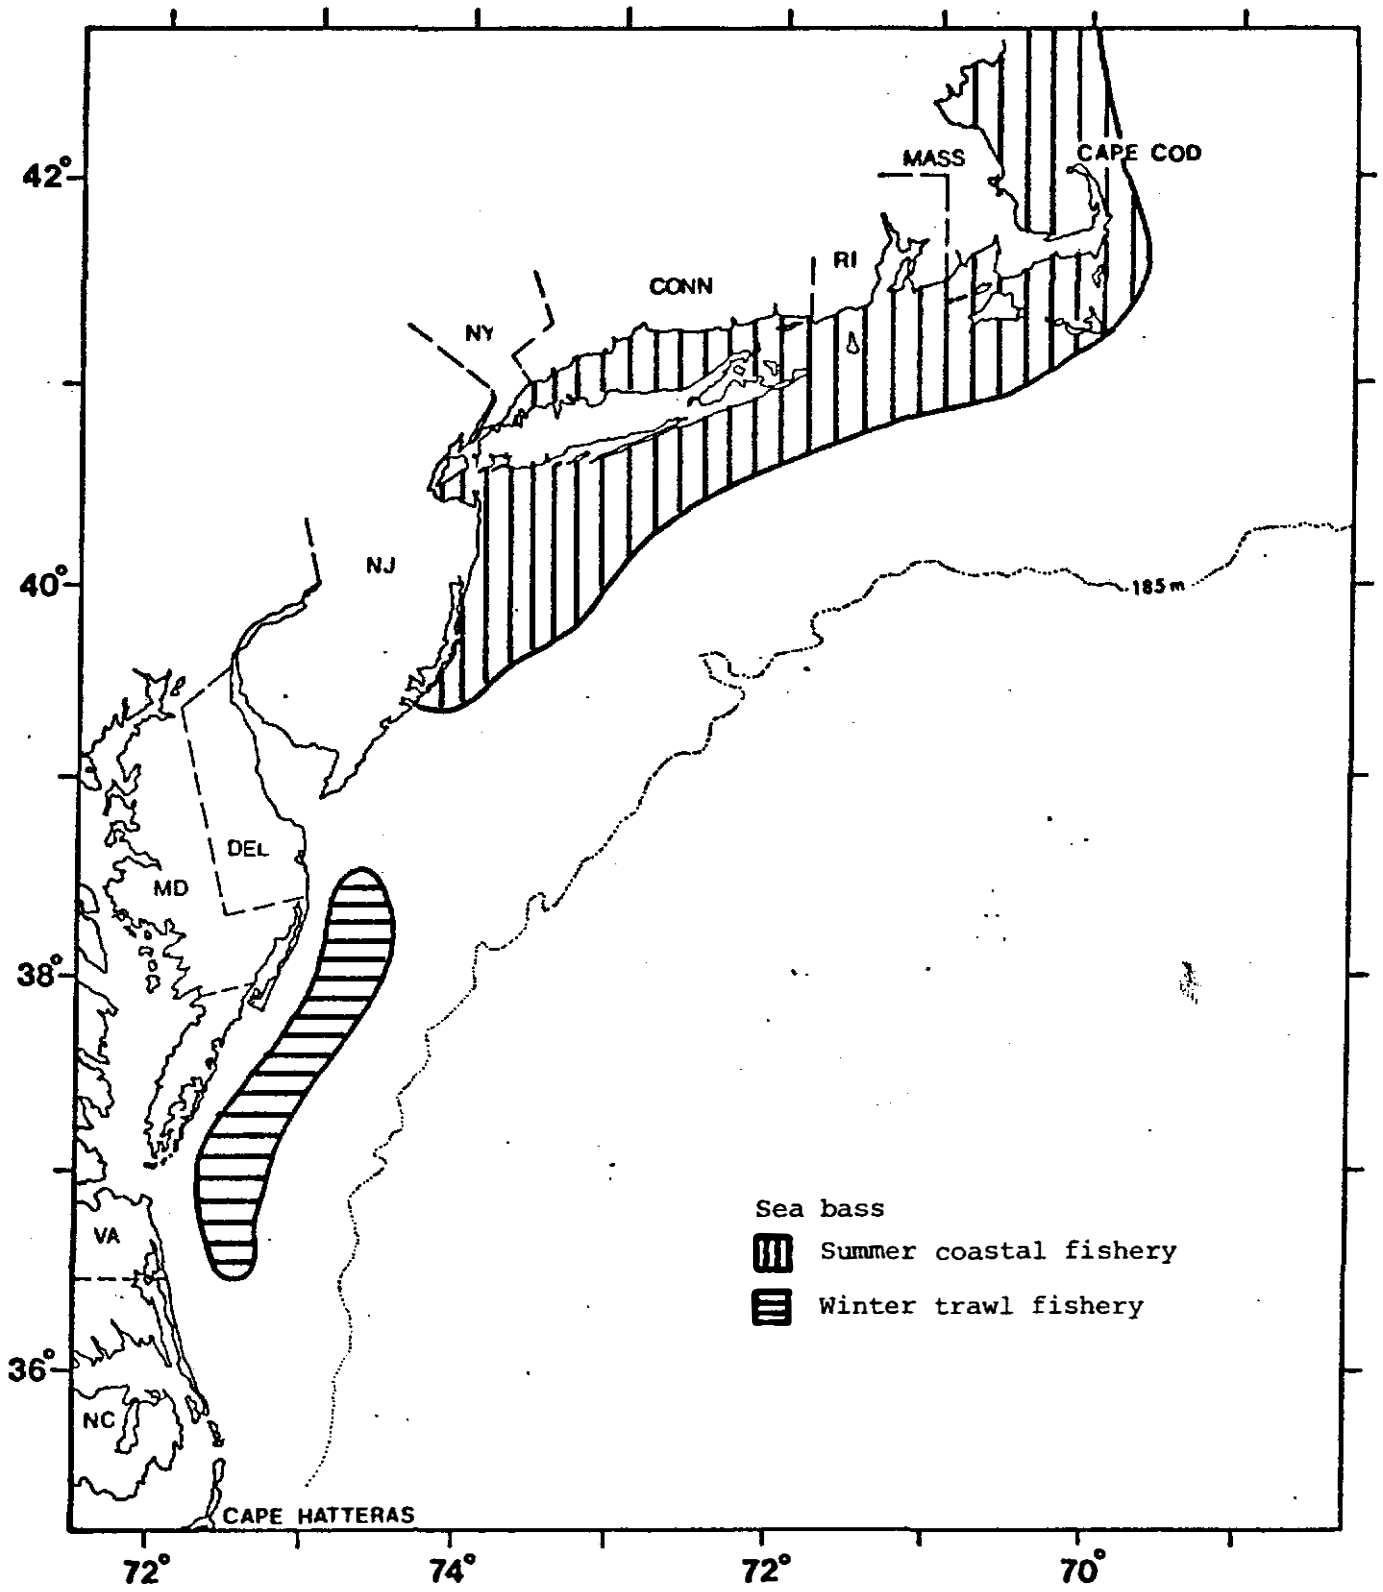 42°
MASS
CAPE COD
RI
CONN
NY
NJ
40°
185m
DEL
MD
38°
Sea bass
VA
Summer coastal fishery
Winter trawl fishery
36°
NC
CAPE HATTERAS
72° 74° 72° 70°